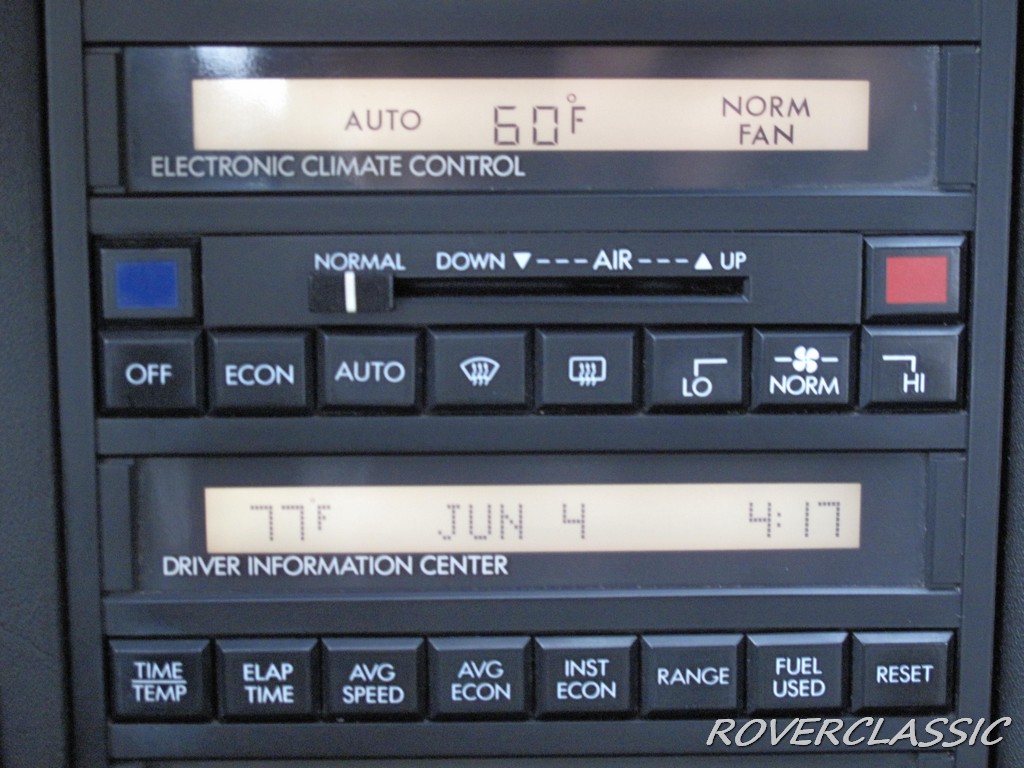 AUTO 60°F NORM
FAN
ELECTRONIC CLIMATE CONTROL
NORMAL DOWN ▼--- AIR ---▲ UP
OFF ECON AUTO LO NORM HI
77°F JUN 4 4:17
DRIVER INFORMATION CENTER
TIME ELAP AVG AVG INST RANGE FUEL RESET
TEMP TIME SPEED ECON ECON USED
ROVERCLASSIC